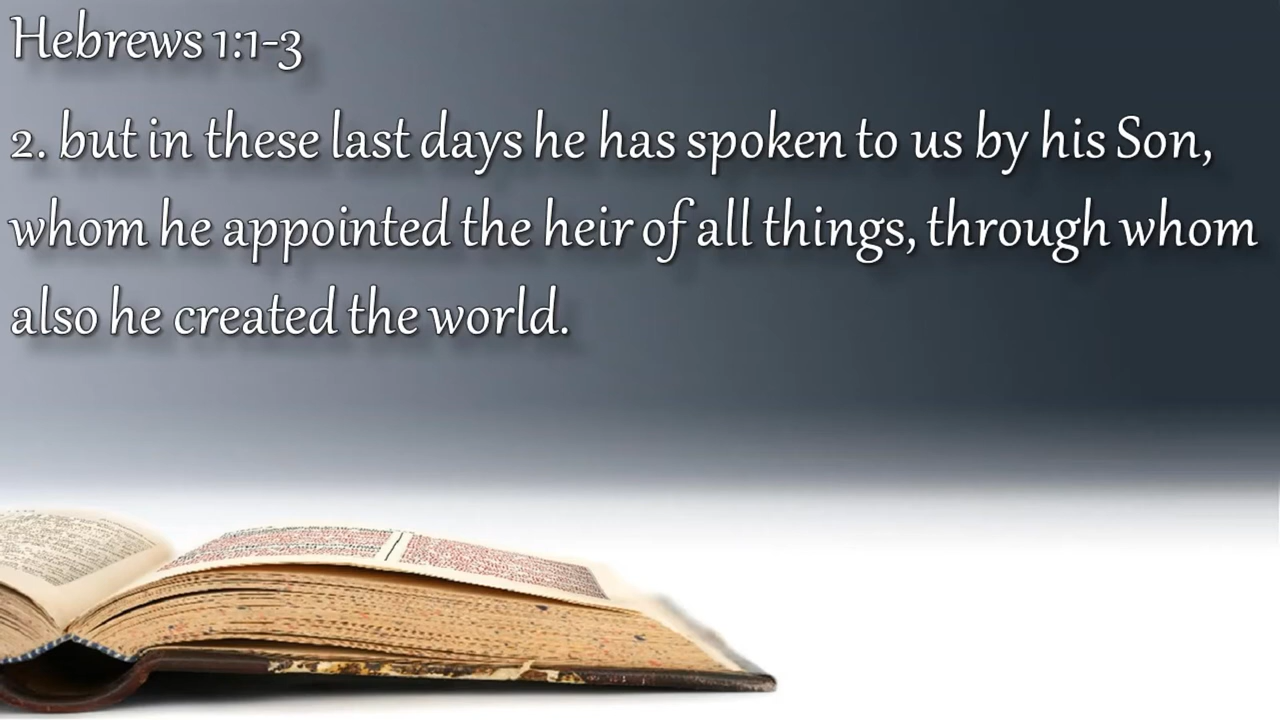 Hebrews 1:1-3
2. but in these last days he has spoken to us by his Son,
whom he appointed the heir of all things, through whom
also he created the world.